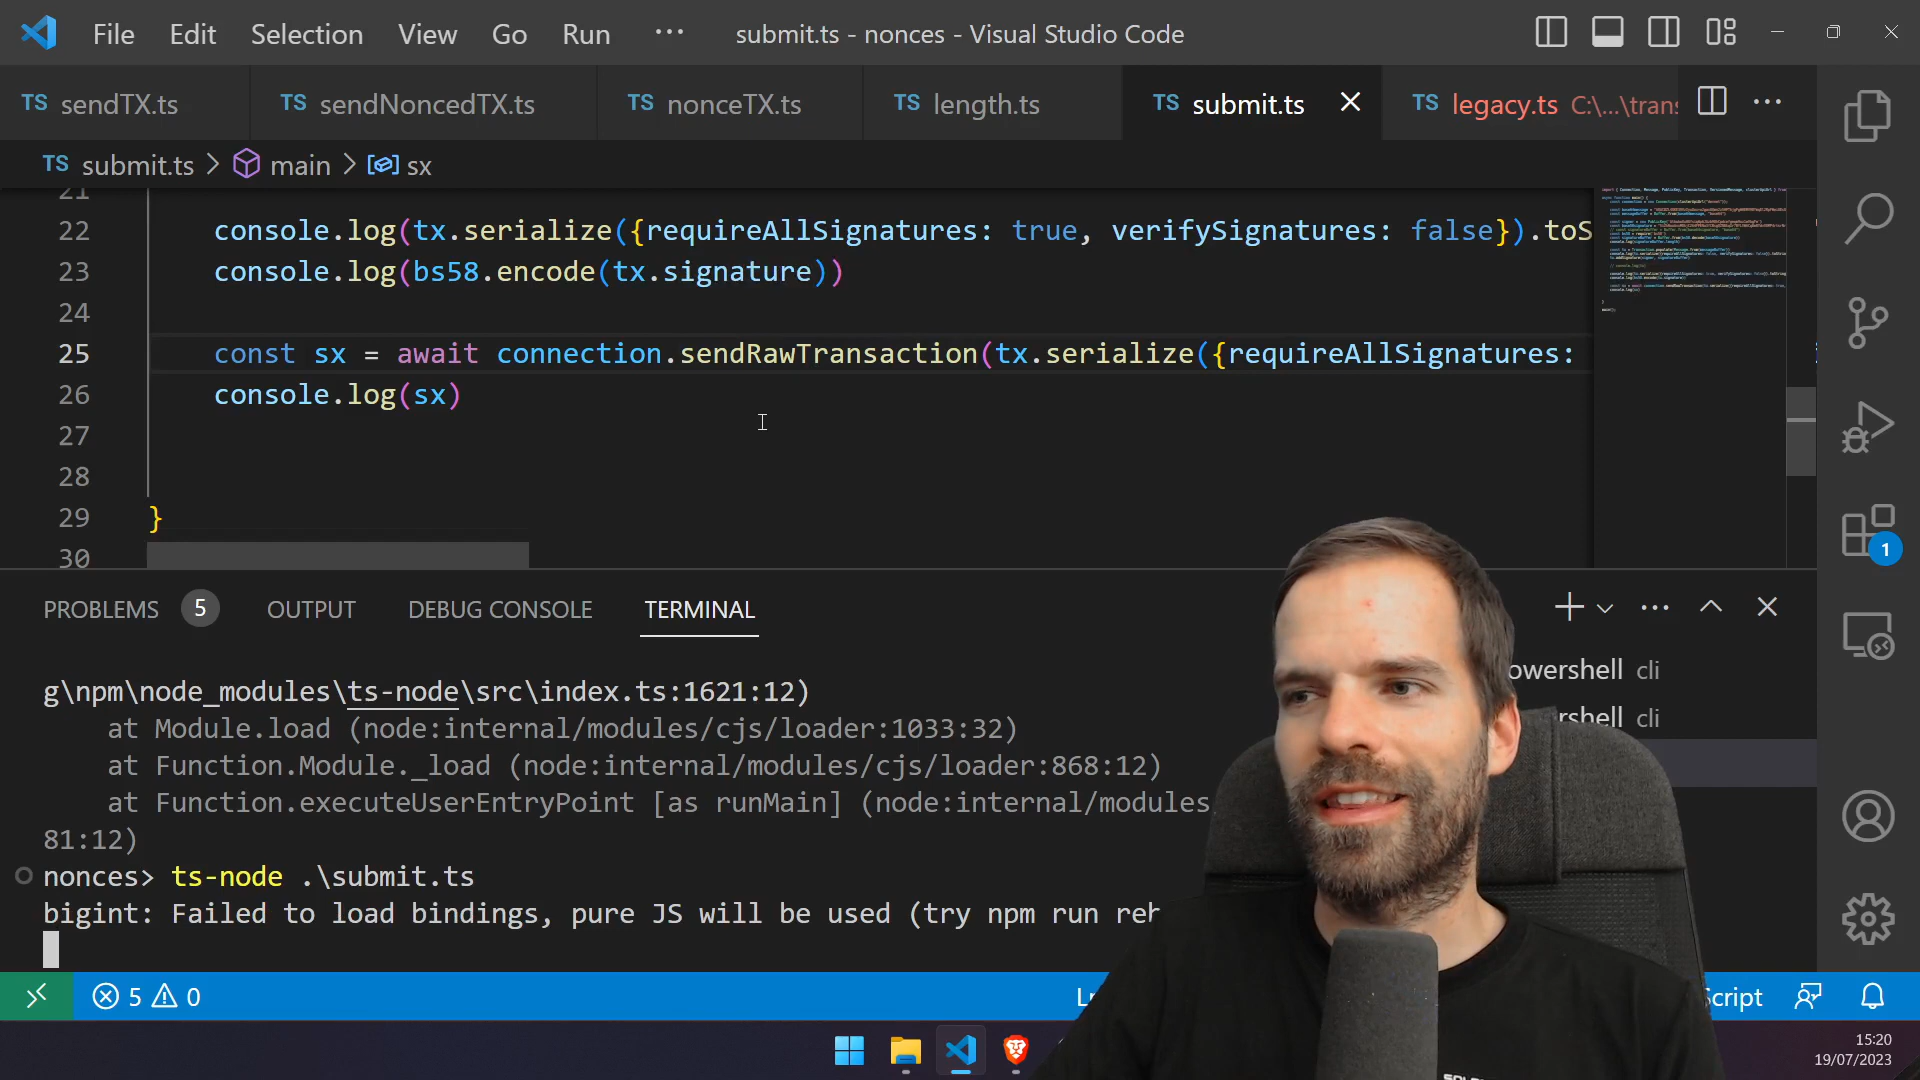 File Edit Selection View Go Run ··· submit.ts - nonces - Visual Studio Code
TS sendTX.ts TS sendNoncedTX.ts TS nonceTX.ts TS length.ts TS submit.ts TS legacy.ts C:\...\trans
TS submit.ts > main > sx
21
22 console.log(tx.serialize({requireAllSignatures: true, verifySignatures: false}).toS
23 console.log(bs58.encode(tx.signature))
24
25 const sx = await connection.sendRawTransaction(tx.serialize({requireAllSignatures:
26 console.log(sx)
27
28
29 }
30
1
PROBLEMS 5 OUTPUT DEBUG CONSOLE TERMINAL
g\npm\node_modules\ts-node\src\index.ts:1621:12)
at Module.load (node:internal/modules/cjs/loader:1033:32)
at Function.Module._load (node:internal/modules/cjs/loader:868:12)
at Function.executeUserEntryPoint [as runMain] (node:internal/modules
81:12)
nonces> ts-node .\submit.ts
bigint: Failed to load bindings, pure JS will be used (try npm run reb
owershell cli
rshell cli
5 0 Script
15:20
19/07/2023